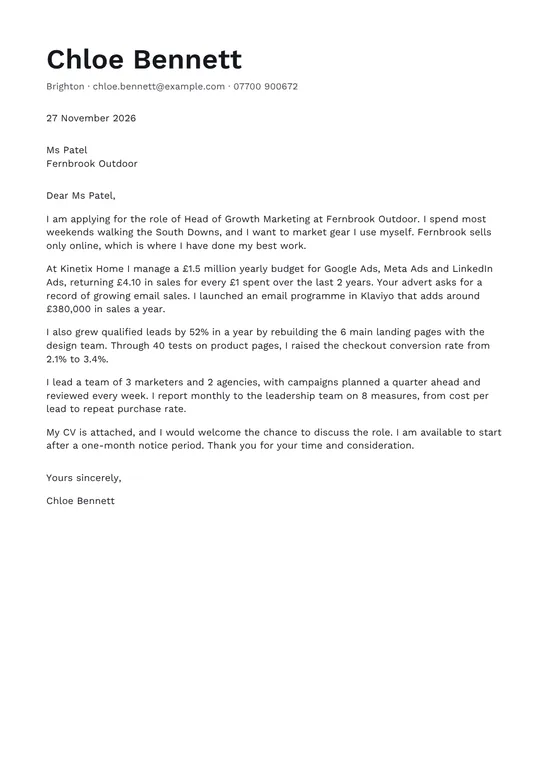 Chloe Bennett
Brighton · chloe.bennett@example.com · 07700 900672
27 November 2026
Ms Patel
Fernbrook Outdoor
Dear Ms Patel,
I am applying for the role of Head of Growth Marketing at Fernbrook Outdoor. I spend most
weekends walking the South Downs, and I want to market gear I use myself. Fernbrook sells
only online, which is where I have done my best work.
At Kinetix Home I manage a £1.5 million yearly budget for Google Ads, Meta Ads and LinkedIn
Ads, returning £4.10 in sales for every £1 spent over the last 2 years. Your advert asks for a
record of growing email sales. I launched an email programme in Klaviyo that adds around
£380,000 in sales a year.
I also grew qualified leads by 52% in a year by rebuilding the 6 main landing pages with the
design team. Through 40 tests on product pages, I raised the checkout conversion rate from
2.1% to 3.4%.
I lead a team of 3 marketers and 2 agencies, with campaigns planned a quarter ahead and
reviewed every week. I report monthly to the leadership team on 8 measures, from cost per
lead to repeat purchase rate.
My CV is attached, and I would welcome the chance to discuss the role. I am available to start
after a one-month notice period. Thank you for your time and consideration.
Yours sincerely,
Chloe Bennett